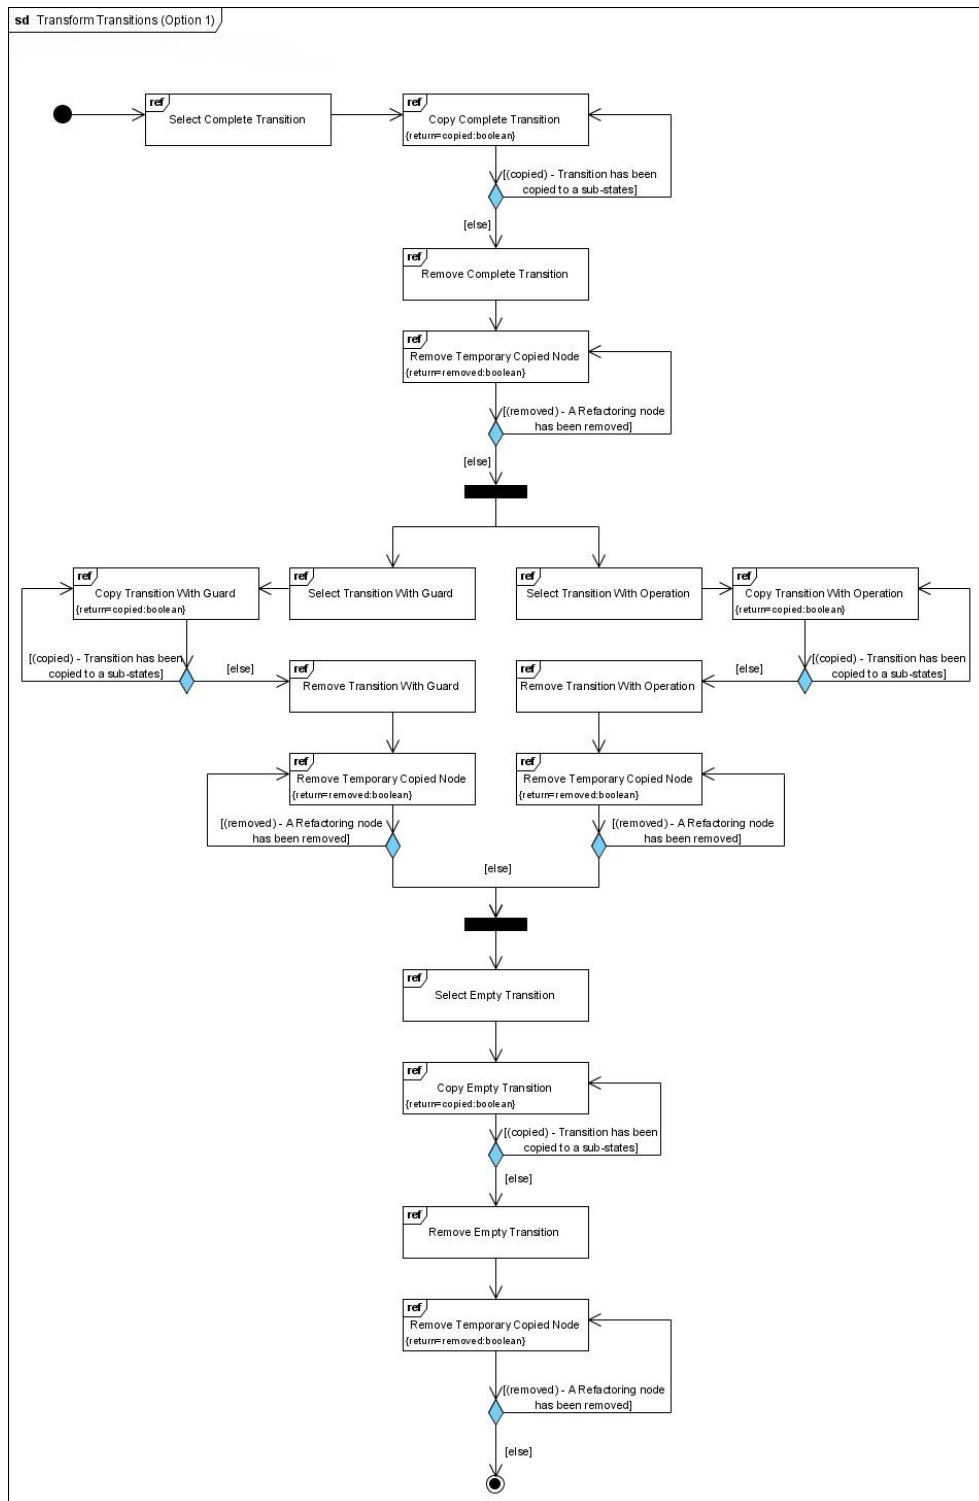 sd Transform Transitions (Option 1)
ref
Select Complete Transition
ref
Copy Complete Transition
{return=copied:boolean}
[(copied) - Transition has been
copied to a sub-states]
[else]
ref
Remove Complete Transition
ref
Remove Temporary Copied Node
{return=removed:boolean}
[(removed) - A Refactoring node
has been removed]
[else]
ref
Copy Transition With Guard
{return=copied:boolean}
ref
Select Transition With Guard
ref
Select Transition With Operation
ref
Copy Transition With Operation
{return=copied:boolean}
[(copied) - Transition has been
copied to a sub-states]
[else]
ref
Remove Transition With Guard
ref
Remove Transition With Operation
[else]
[(copied) - Transition has been
copied to a sub-states]
ref
Remove Temporary Copied Node
{return=removed:boolean}
ref
Remove Temporary Copied Node
{return=removed:boolean}
[(removed) - A Refactoring node
has been removed]
[(removed) - A Refactoring node
has been removed]
[else]
ref
Select Empty Transition
ref
Copy Empty Transition
{return=copied:boolean}
[(copied) - Transition has been
copied to a sub-states]
[else]
ref
Remove Empty Transition
ref
Remove Temporary Copied Node
{return=removed:boolean}
[(removed) - A Refactoring node
has been removed]
[else]